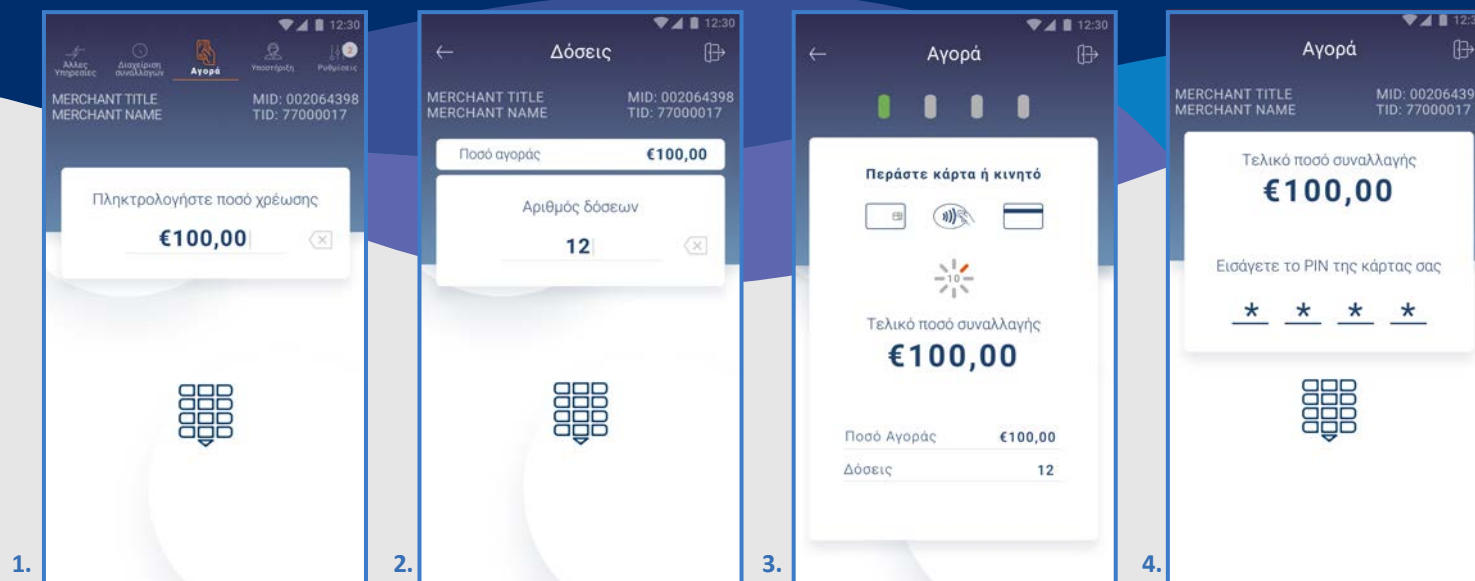 12:30
Άλλες
Υπηρεσίες
Διαχείριση
συναλλαγών
Αγορά
Υποστήριξη
2
Ρυθμίσεις
MERCHANT TITLE
MID: 002064398
MERCHANT NAME
TID: 77000017
Πληκτρολογήστε ποσό χρέωσης
€100,00
1.
12:30
Δόσεις
MERCHANT TITLE
MID: 002064398
MERCHANT NAME
TID: 77000017
Ποσό αγοράς €100,00
Αριθμός δόσεων
12
2.
12:30
Αγορά
Περάστε κάρτα ή κινητό
10
Τελικό ποσό συναλλαγής
€100,00
Ποσό Αγοράς €100,00
Δόσεις 12
3.
Αγορά
MERCHANT TITLE
MID: 00206439
MERCHANT NAME
TID: 77000017
Τελικό ποσό συναλλαγής
€100,00
Εισάγετε το PIN της κάρτας σας
* * * *
4.